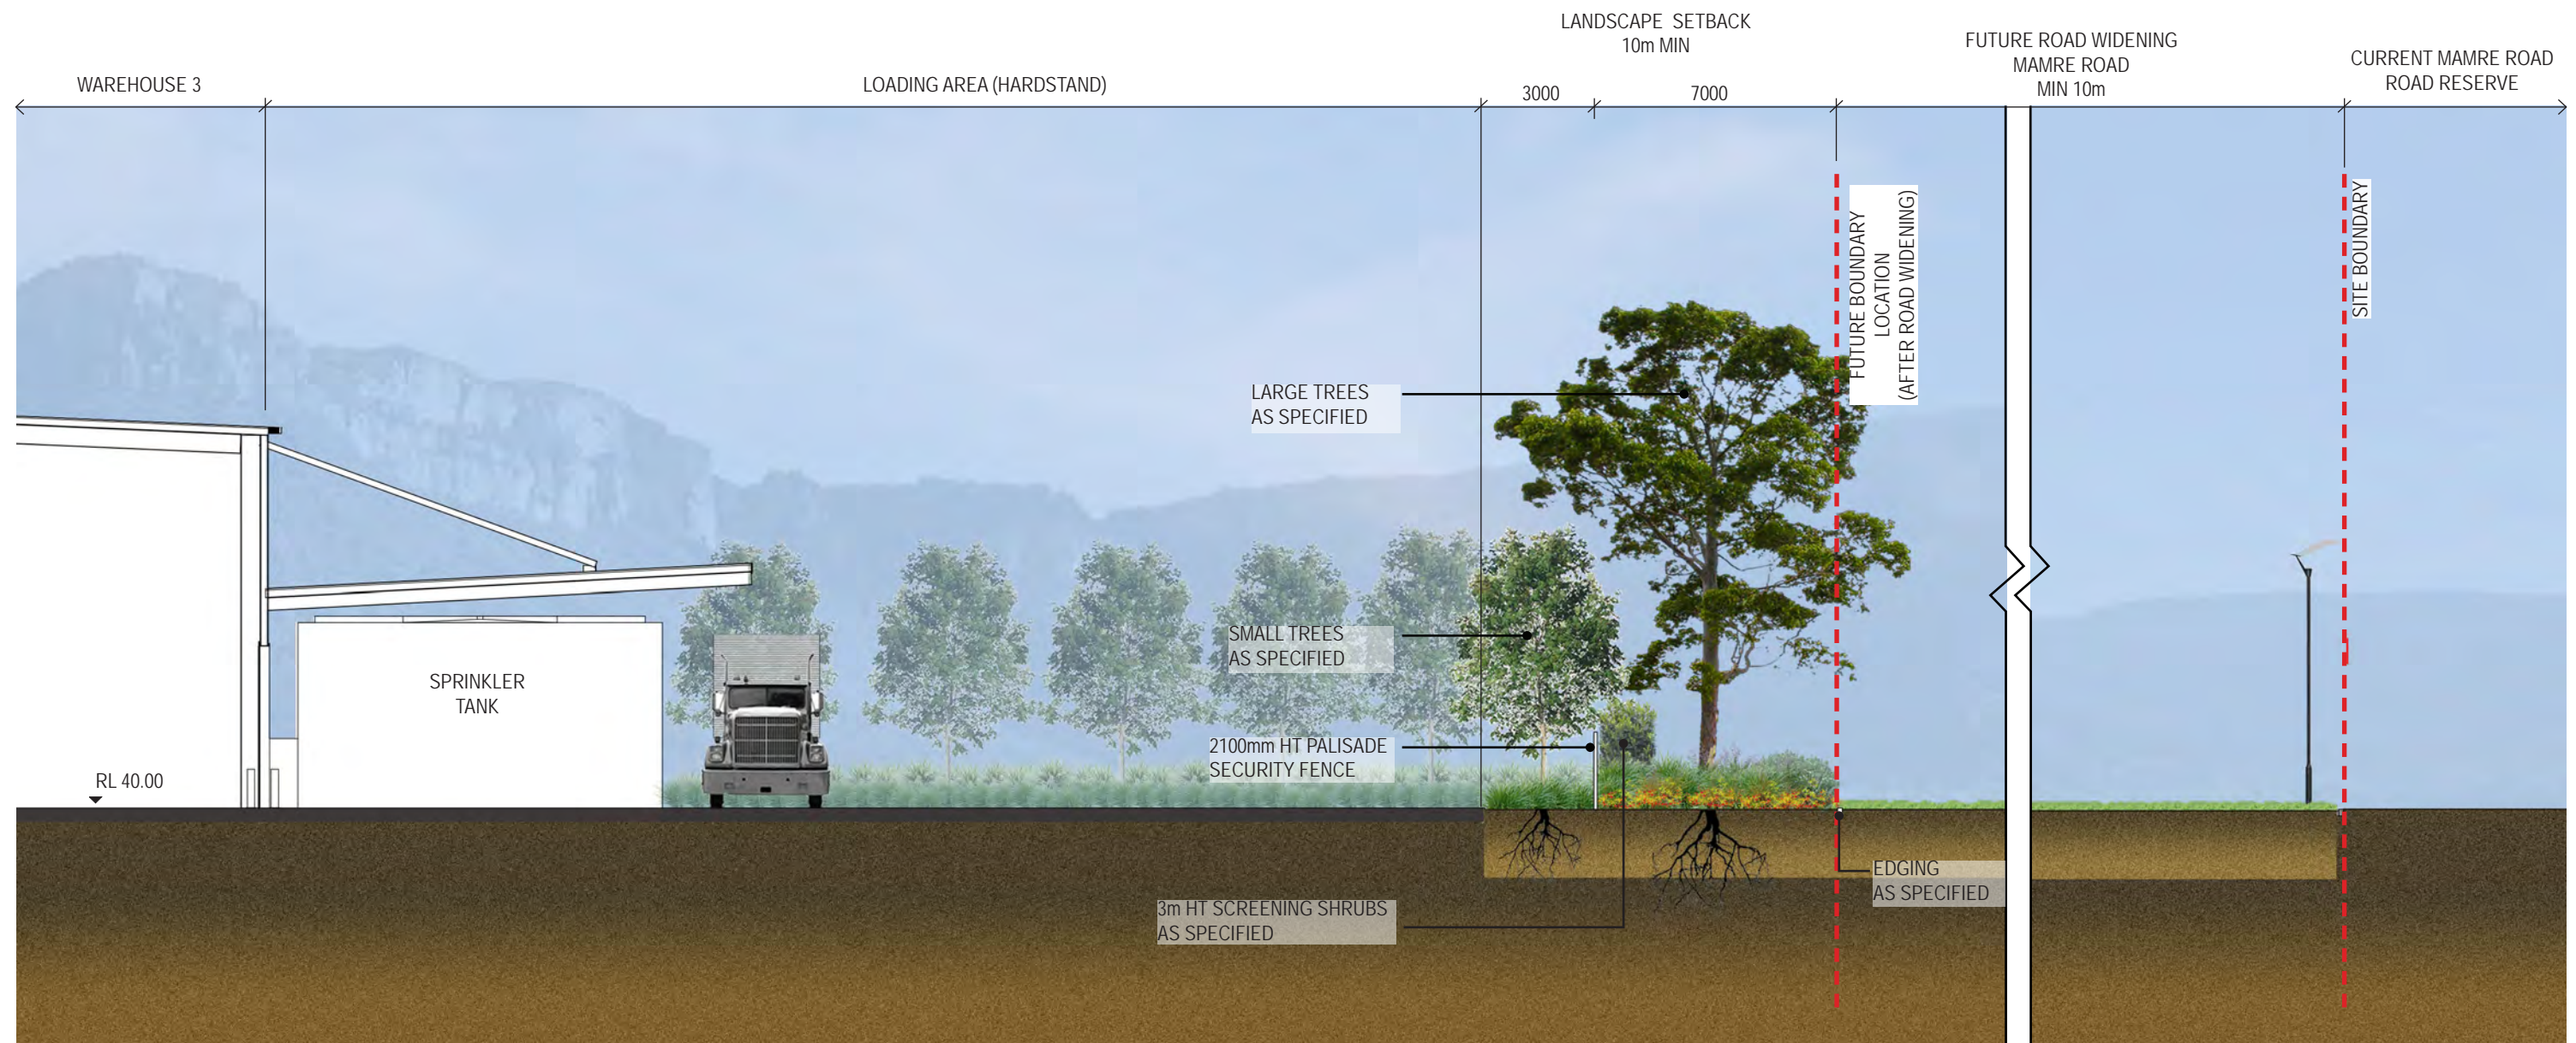 LANDSCAPE SETBACK
10m MIN
FUTURE ROAD WIDENING
MAMRE ROAD
MIN 10m
CURRENT MAMRE ROAD
ROAD RESERVE
WAREHOUSE 3
LOADING AREA (HARDSTAND)
3000
7000
FUTURE BOUNDARY
LOCATION
(AFTER ROAD WIDENING)
SITE BOUNDARY
LARGE TREES
AS SPECIFIED
SMALL TREES
AS SPECIFIED
SPRINKLER
TANK
2100mm HT PALISADE
SECURITY FENCE
RL 40.00
EDGING
AS SPECIFIED
3m HT SCREENING SHRUBS
AS SPECIFIED